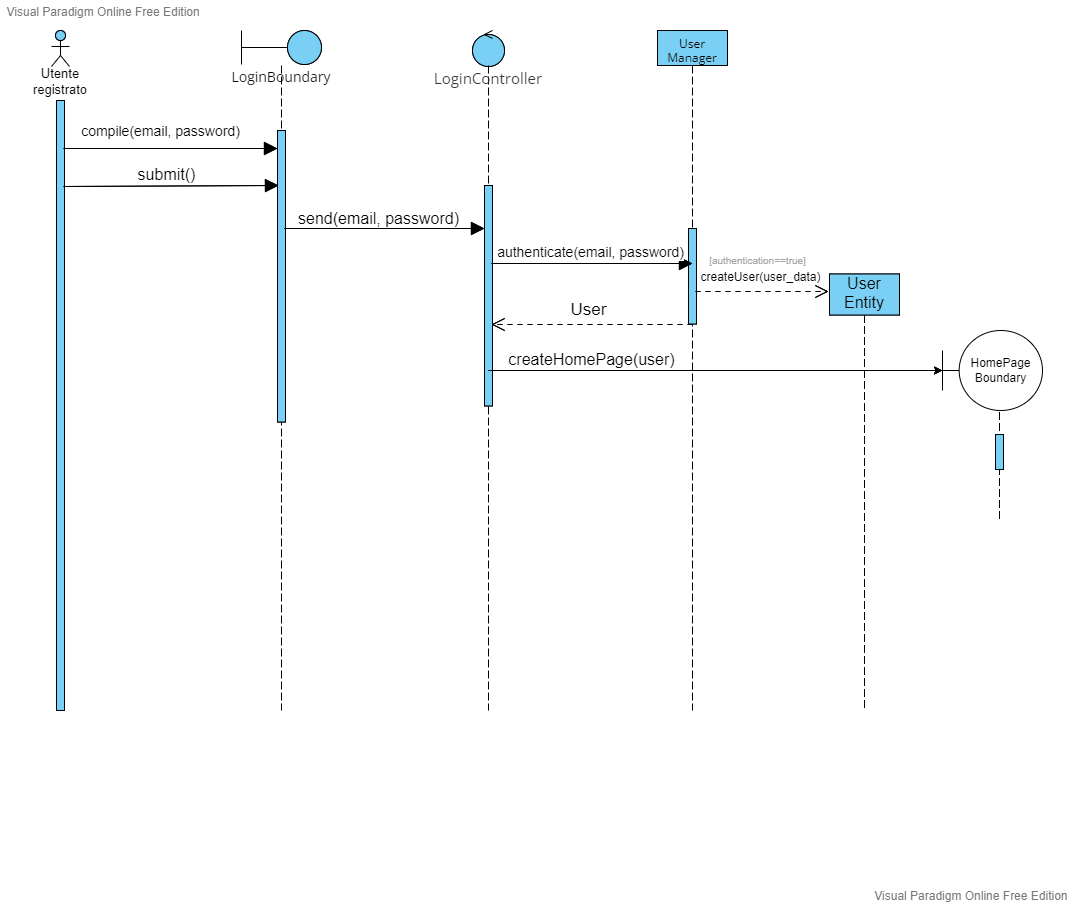 Visual Paradigm Online Free Edition
Utente
registrato
LoginBoundary
LoginController
User
Manager
compile(email, password)
submit()
send(email, password)
authenticate(email, password)
[authentication==true]
createUser(user_data)
User
Entity
User
createHomePage(user)
HomePage
Boundary
Visual Paradigm Online Free Edition